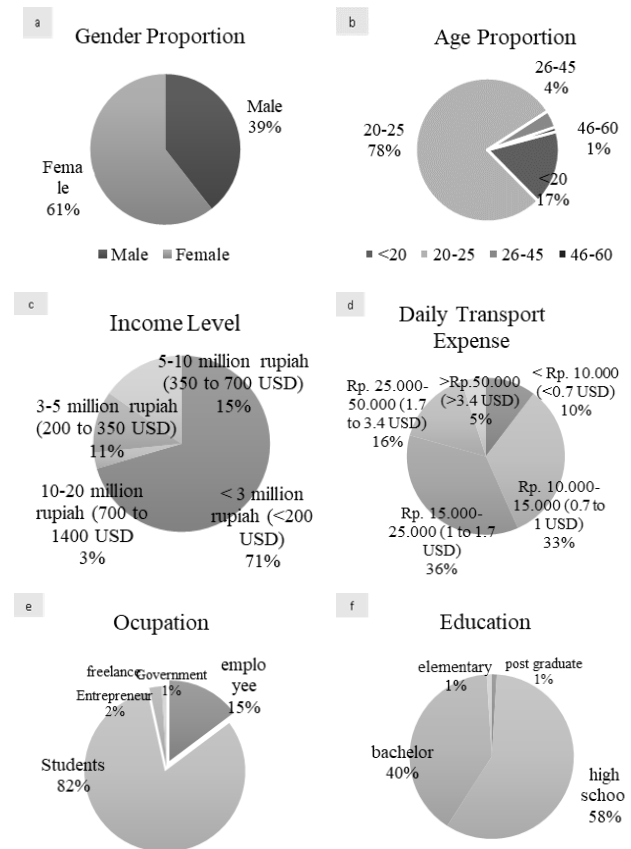 a
Gender Proportion
Male
39%
Fema
le
61%
Male Female
b
Age Proportion
26-45
4%
20-25
78%
46-60
1%
<20
17%
<20 20-25 26-45 46-60
c
Income Level
5-10 million rupiah
(350 to 700 USD)
15%
3-5 million rupiah
(200 to 350 USD)
11%
10-20 million
rupiah (700 to
1400 USD
3%
< 3 million
rupiah (<200
USD)
71%
d
Daily Transport
Expense
< Rp. 10.000
(<0.7 USD)
10%
>Rp.50.000
(>3.4 USD)
5%
Rp. 25.000-
50.000 (1.7
to 3.4 USD)
16%
Rp. 10.000-
15.000 (0.7 to
1 USD)
33%
Rp. 15.000-
25.000 (1 to 1.7
USD)
36%
e
Ocupation
freelance
Government
1%
emplo
yee
15%
Entrepreneur
2%
Students
82%
f
Education
elementary
1%
post graduate
1%
bachelor
40%
high
schoo
58%